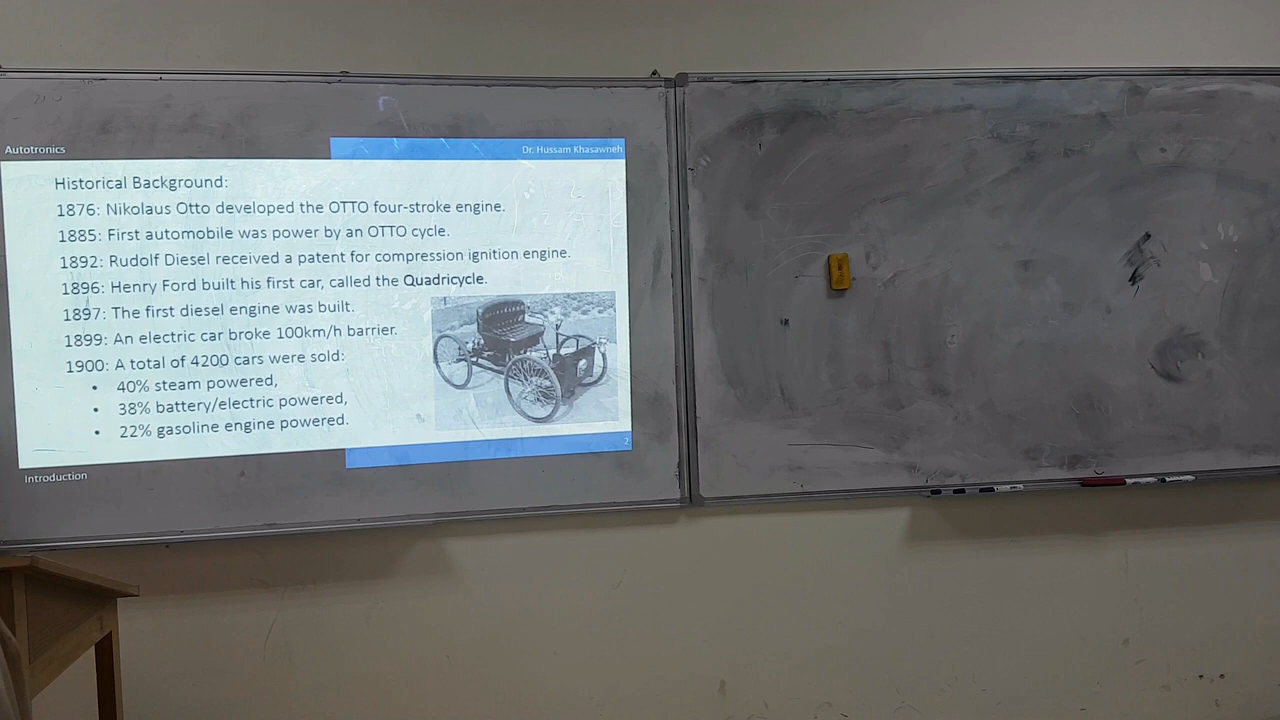 Autotronics
Dr. Hussam Khasawneh
Historical Background:
1876: Nikolaus Otto developed the OTTO four-stroke engine.
1885: First automobile was power by an OTTO cycle.
1892: Rudolf Diesel received a patent for compression ignition engine.
1896: Henry Ford built his first car, called the Quadricycle.
1897: The first diesel engine was built.
1899: An electric car broke 100km/h barrier.
1900: A total of 4200 cars were sold:
• 40% steam powered,
• 38% battery/electric powered,
• 22% gasoline engine powered.
2
Introduction